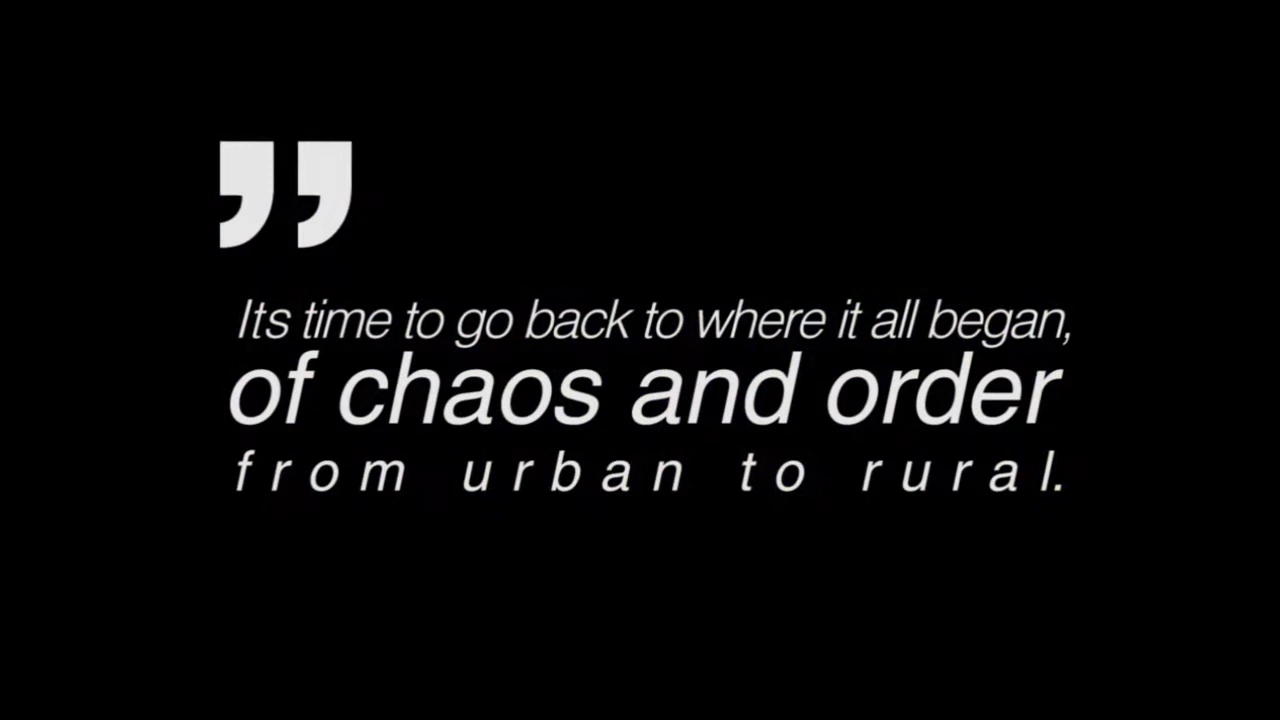 ”
Its time to go back to where it all began,
of chaos and order
from urban to rural.